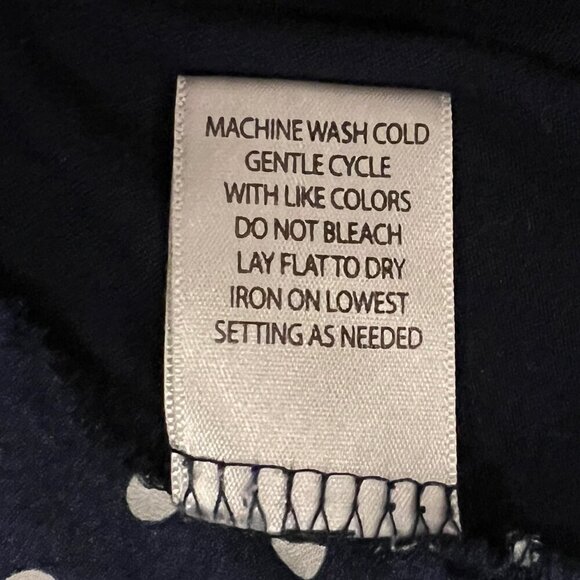 MACHINE WASH COLD
GENTLE CYCLE
WITH LIKE COLORS
DO NOT BLEACH
LAY FLAT TO DRY
IRON ON LOWEST
SETTING AS NEEDED